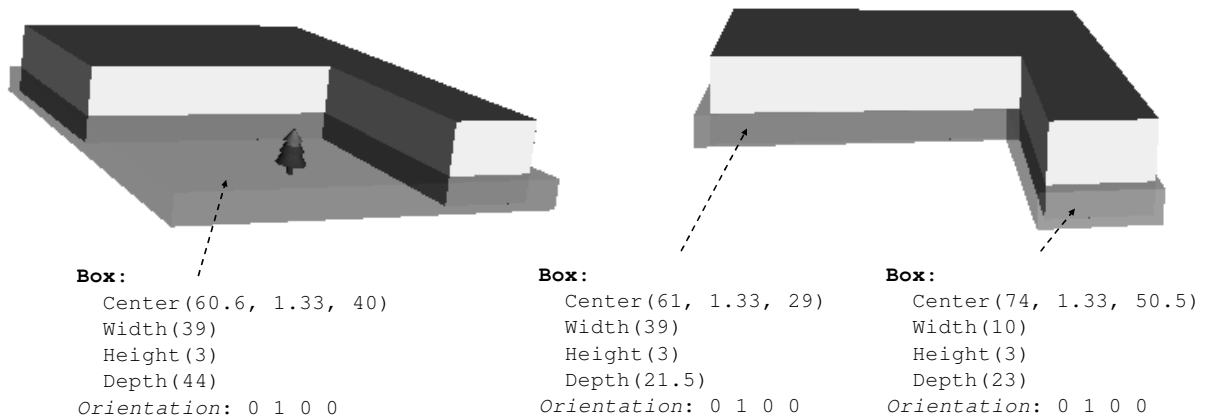 Box:
Center(60.6, 1.33, 40)
Width(39)
Height(3)
Depth(44)
Orientation: 0 1 0 0
Box:
Center(61, 1.33, 29)
Width(39)
Height(3)
Depth(21.5)
Orientation: 0 1 0 0
Box:
Center(74, 1.33, 50.5)
Width(10)
Height(3)
Depth(23)
Orientation: 0 1 0 0